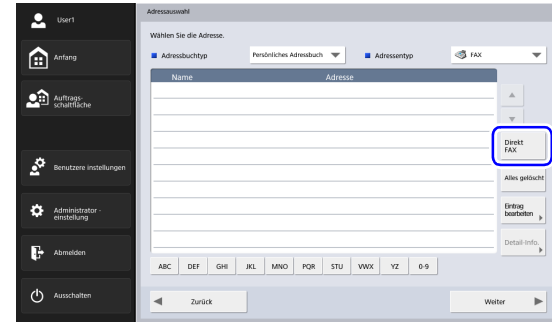 User1
Anfang
Auftrags-
schaltfläche
Benutzere instellungen
Administrator -
einstellung
Abmelden
Ausschalten
Adressauswahl
Wählen Sie die Adresse.
Adressbuchtyp
Persönliches Adressbuch
Adressentyp
FAX
Name
Adresse
Direkt
FAX
Alles gelöscht
Eintrag
bearbeiten
Detail-Info.
ABC
DEF
GHI
JKL
MNO
PQR
STU
VWX
YZ
0-9
Zurück
Weiter